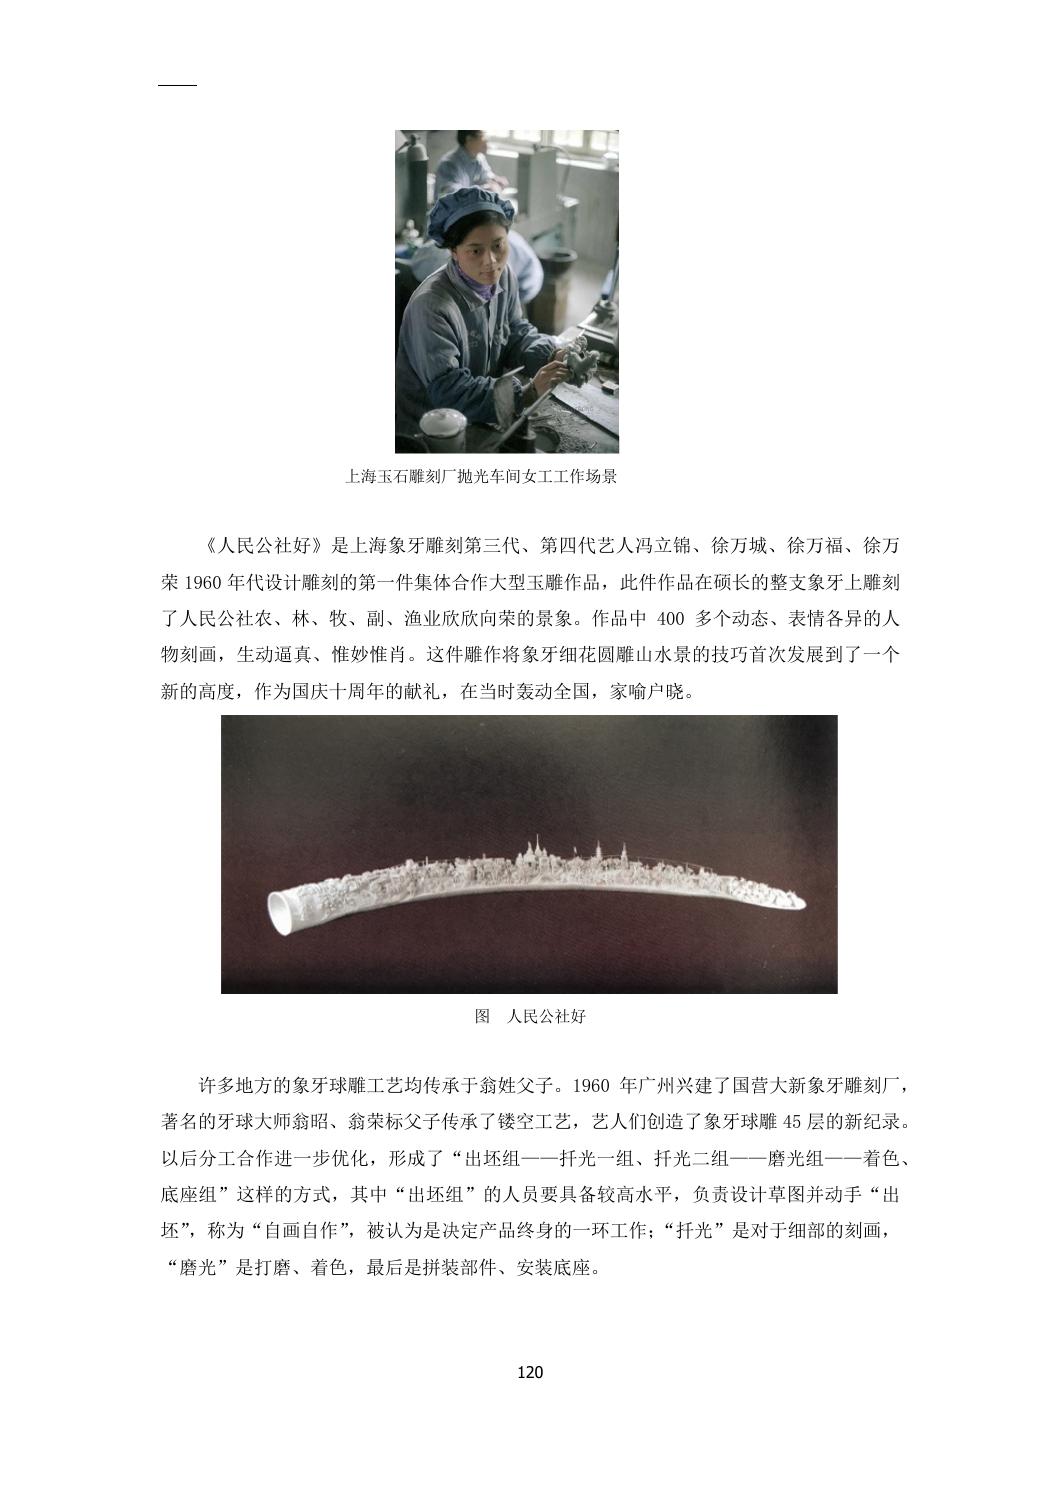 上海玉石雕刻厂抛光车间女工工作场景
《人民公社好》是上海象牙雕刻第三代、第四代艺人冯立锦、徐万城、徐万福、徐万
荣 1960 年代设计雕刻的第一件集体合作大型玉雕作品，此件作品在硕长的整支象牙上雕刻
了人民公社农、林、牧、副、渔业欣欣向荣的景象。作品中 400 多个动态、表情各异的人
物刻画，生动逼真、惟妙惟肖。这件雕作将象牙细花圆雕山水景的技巧首次发展到了一个
新的高度，作为国庆十周年的献礼，在当时轰动全国，家喻户晓。
图 人民公社好
许多地方的象牙球雕工艺均传承于翁姓父子。1960 年广州兴建了国营大新象牙雕刻厂，
著名的牙球大师翁昭、翁荣标父子传承了镂空工艺，艺人们创造了象牙球雕 45 层的新纪录。
以后分工合作进一步优化，形成了“出坯组——扦光一组、扦光二组——磨光组——着色、
底座组”这样的方式，其中“出坯组”的人员要具备较高水平，负责设计草图并动手“出
坯”，称为“自画自作”，被认为是决定产品终身的一环工作；“扦光”是对于细部的刻画，
“磨光”是打磨、着色，最后是拼装部件、安装底座。
120